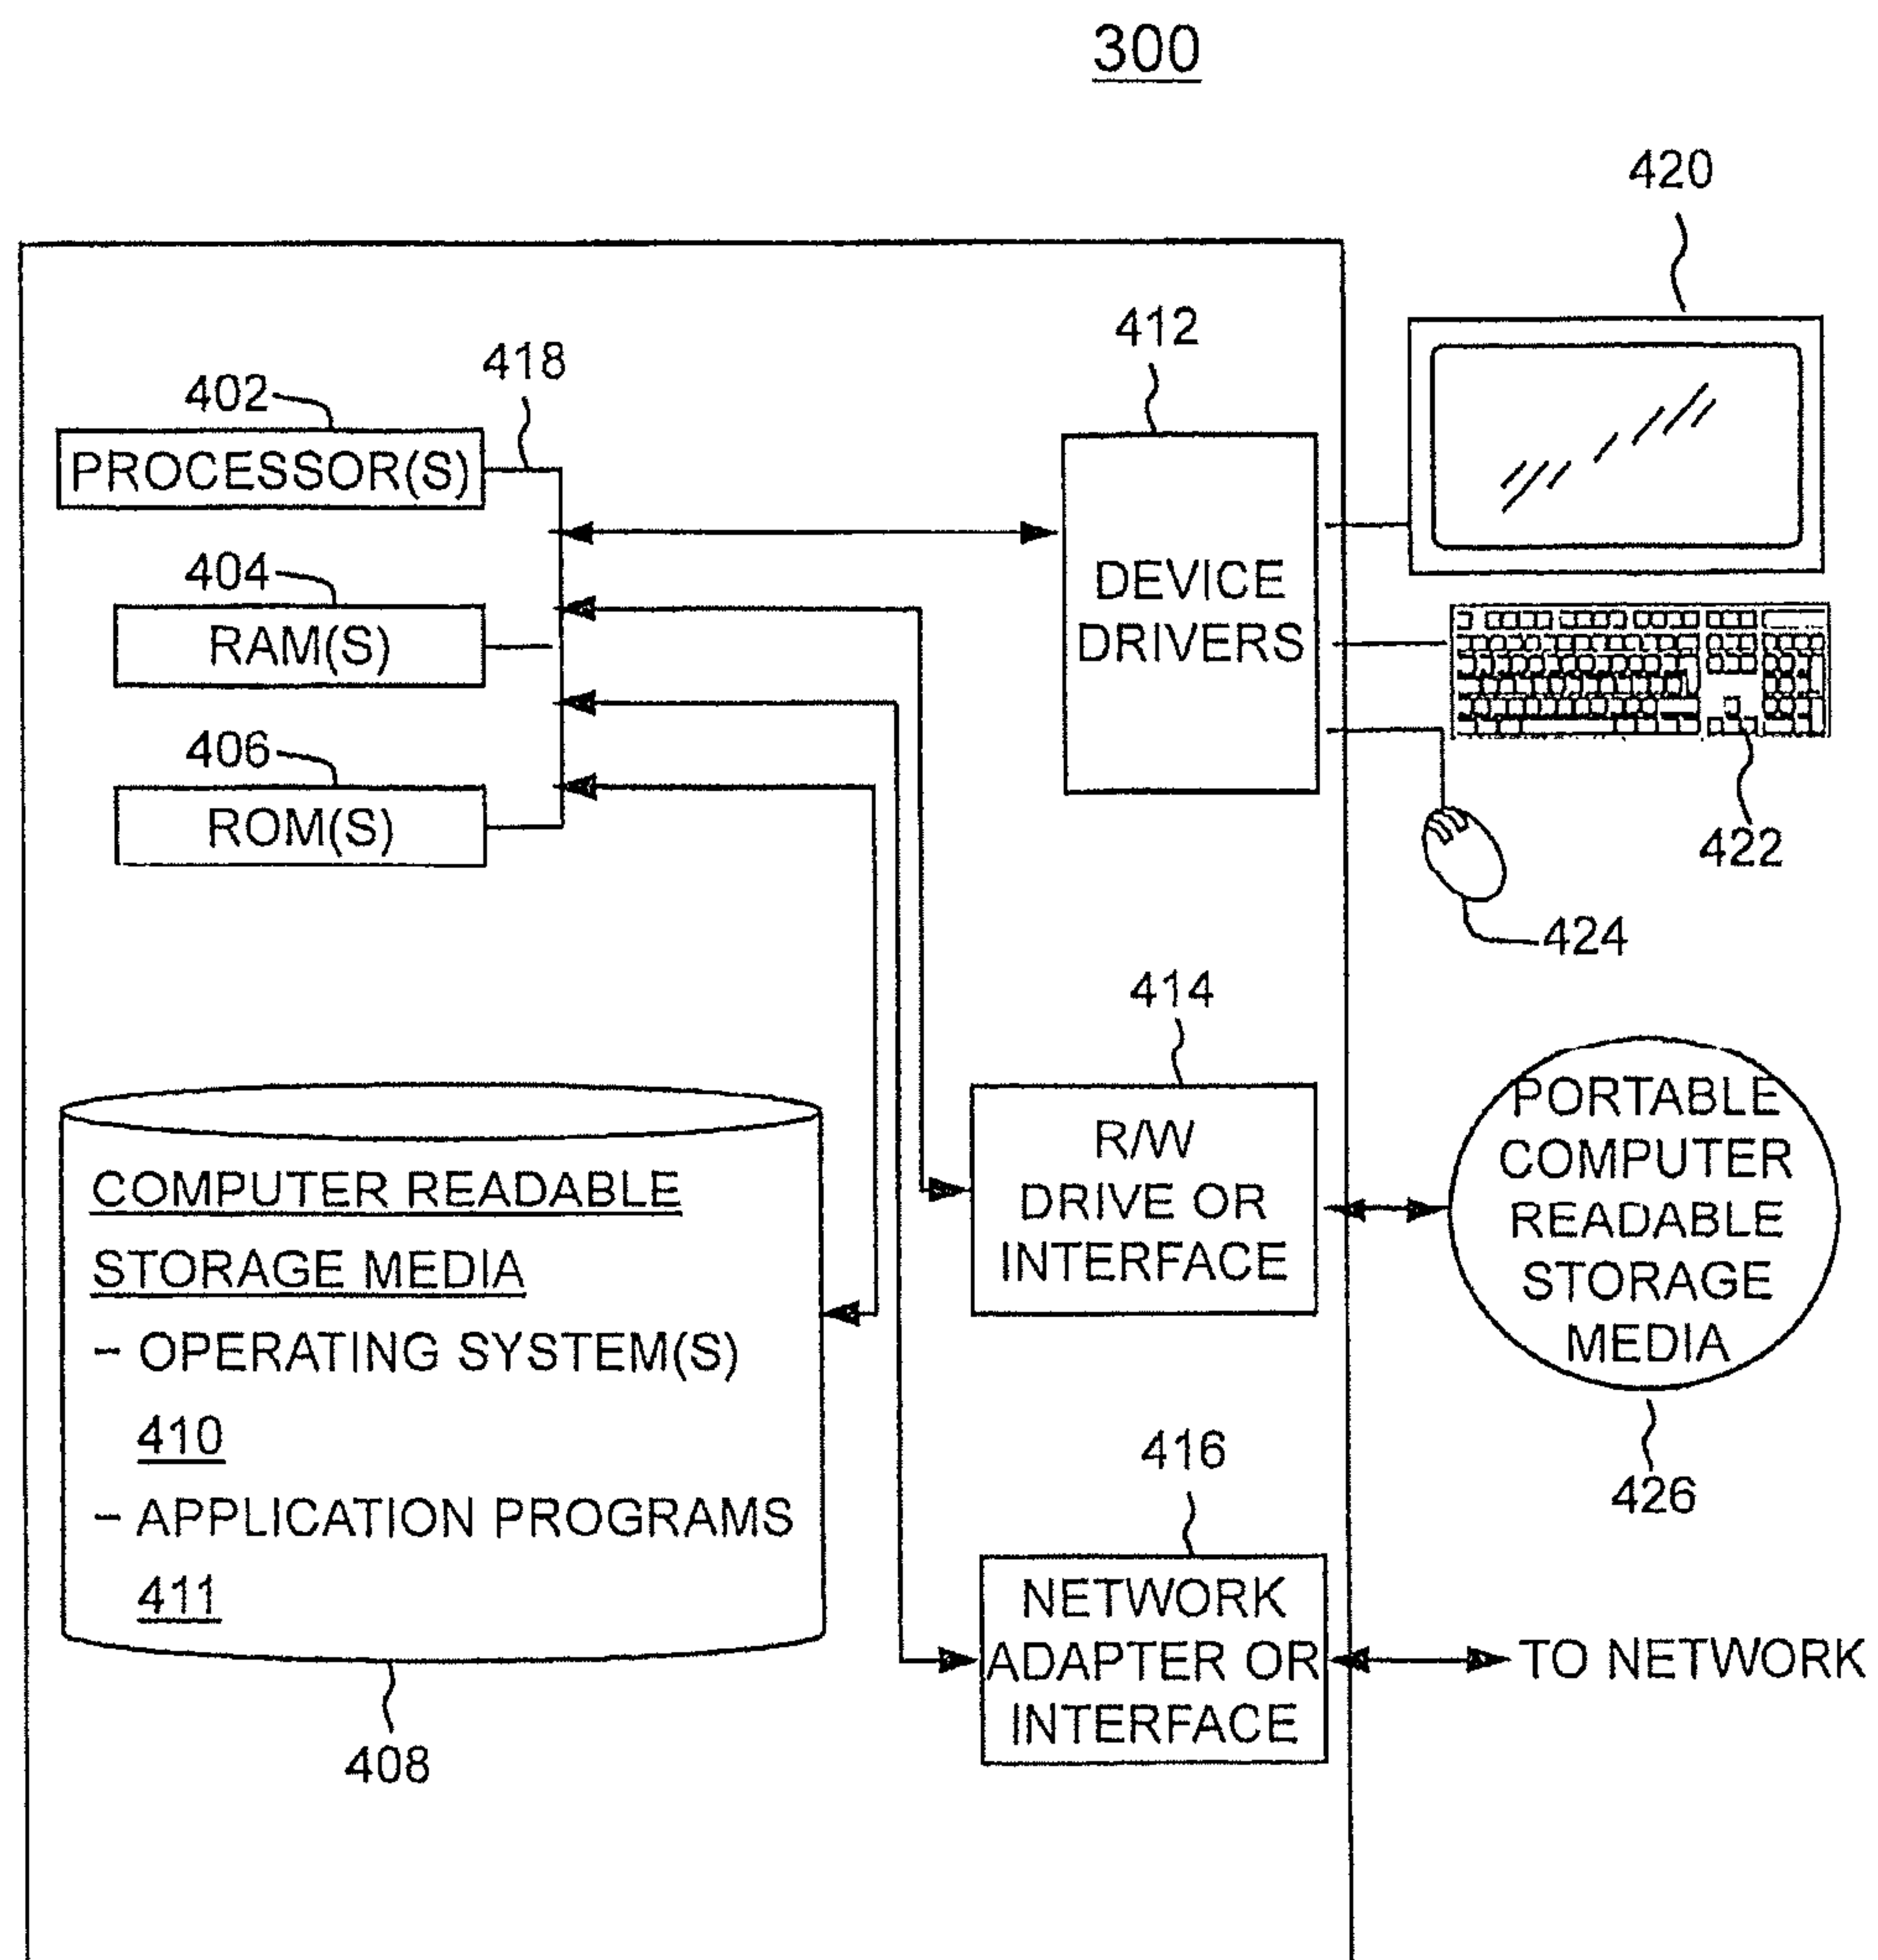 300
420
412
418
402
PROCESSOR(S)
404
RAM(S)
406
ROM(S)
DEVICE
DRIVERS
422
424
414
R/W
DRIVE OR
INTERFACE
PORTABLE
COMPUTER
READABLE
STORAGE
MEDIA
426
COMPUTER READABLE
STORAGE MEDIA
- OPERATING SYSTEM(S)
410
- APPLICATION PROGRAMS
411
408
416
NETWORK
ADAPTER OR
INTERFACE
TO NETWORK